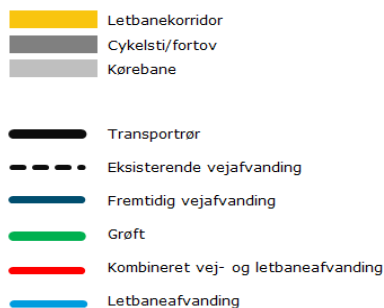 Letbanekorridor
Cykelsti/fortov
Kørebane
Transportrør
Eksisterende vejafvanding
Fremtidig vejafvanding
Grøft
Kombineret vej- og letbaneafvanding
Letbaneafvanding